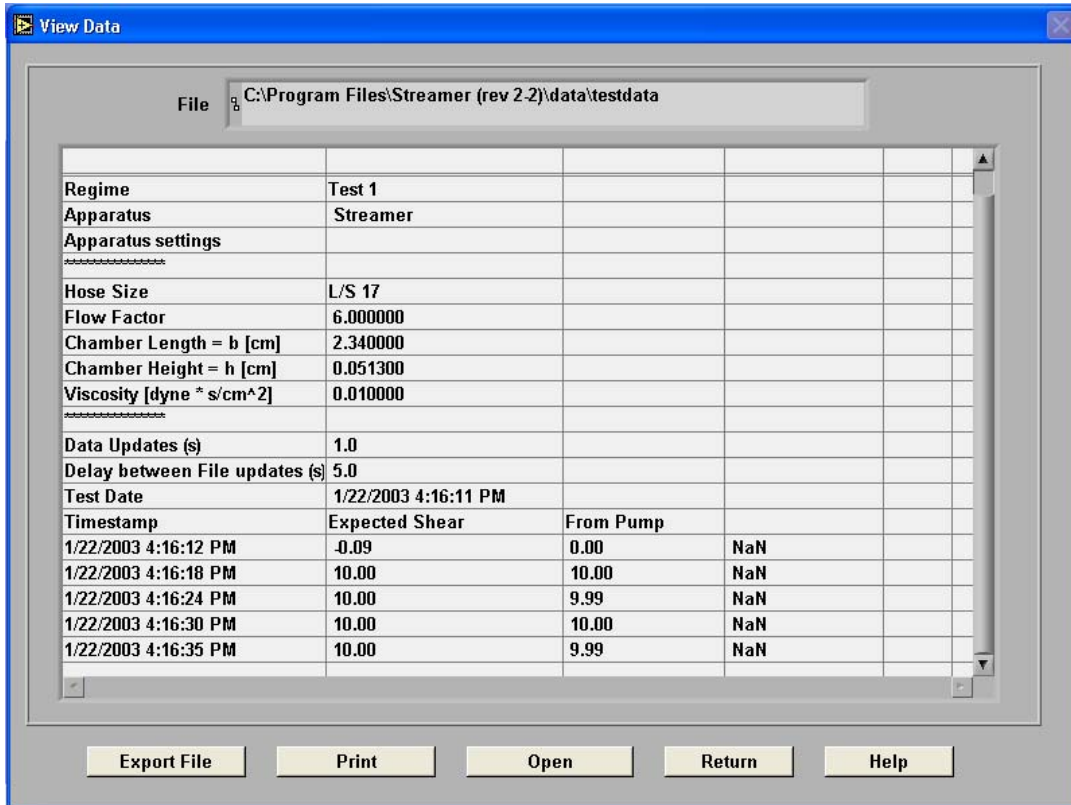 View Data
File C:\Program Files\Streamer (rev 2-2)\data\testdata
Regime Test 1
Apparatus Streamer
Apparatus settings
***************
Hose Size L/S 17
Flow Factor 6.000000
Chamber Length = b [cm] 2.340000
Chamber Height = h [cm] 0.051300
Viscosity [dyne * s/cm^2] 0.010000
***************
Data Updates (s) 1.0
Delay between File updates (s) 5.0
Test Date 1/22/2003 4:16:11 PM
Timestamp Expected Shear From Pump
1/22/2003 4:16:12 PM -0.09 0.00 NaN
1/22/2003 4:16:18 PM 10.00 10.00 NaN
1/22/2003 4:16:24 PM 10.00 9.99 NaN
1/22/2003 4:16:30 PM 10.00 10.00 NaN
1/22/2003 4:16:35 PM 10.00 9.99 NaN
Export File Print Open Return Help